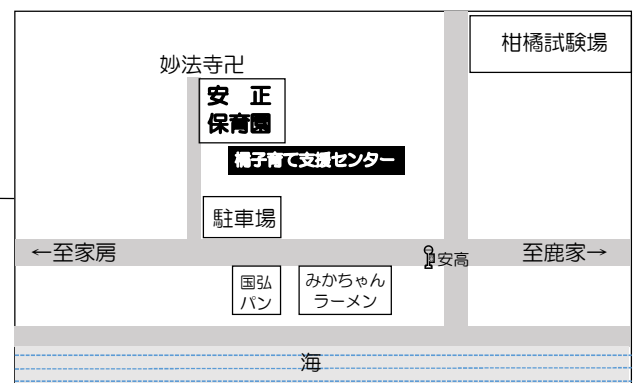 柑橘試験場
妙法寺卍
安 正
保育園
橘子育て支援センター
駐車場
←至家房
安高
至鹿家→
国弘
パン
みかちゃん
ラーメン
海